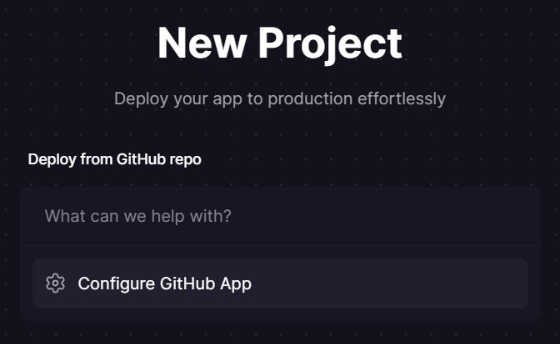 New Project
Deploy your app to production effortlessly
Deploy from GitHub repo
What can we help with?
Configure GitHub App